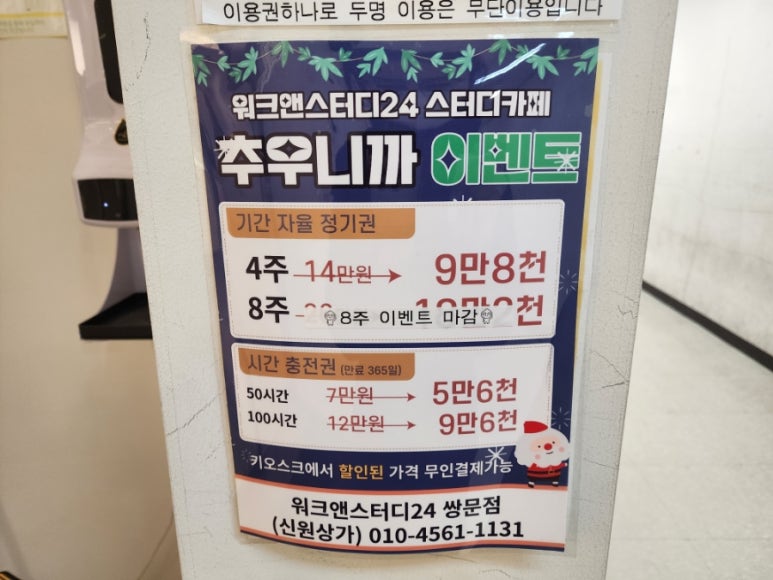 이용권하나로 두명 이용은 무단이용입니다
워크앤스터디24 스터디카페
추우니까 이벤트
기간 자율 정기권
4주 14만원 9만8천
8주 8주 이벤트 마감
시간 충전권 (만료 365일)
50시간 7만원 5만6천
100시간 12만원 9만6천
키오스크에서 할인된 가격 무인결제가능
워크앤스터디24 쌍문점
(신원상가) 010-4561-1131